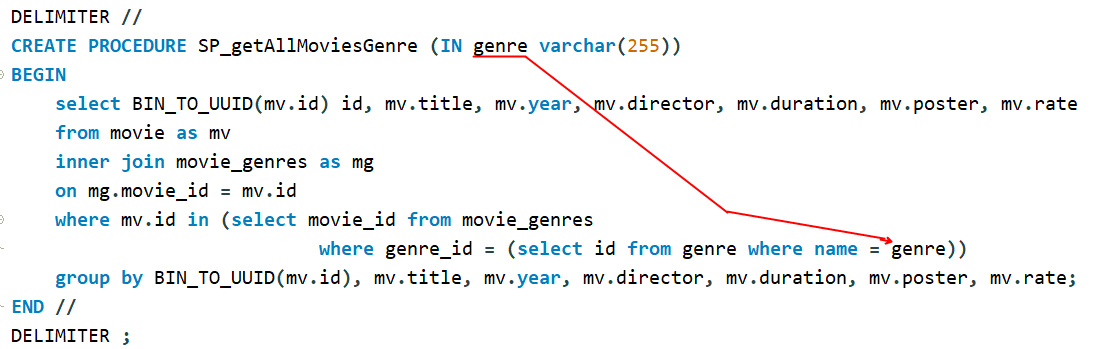 DELIMITER //
CREATE PROCEDURE SP_getAllMoviesGenre (IN genre varchar(255))
BEGIN
select BIN_TO_UUID(mv.id) id, mv.title, mv.year, mv.director, mv.duration, mv.poster, mv.rate
from movie as mv
inner join movie_genres as mg
on mg.movie_id = mv.id
where mv.id in (select movie_id from movie_genres
where genre_id = (select id from genre where name = genre))
group by BIN_TO_UUID(mv.id), mv.title, mv.year, mv.director, mv.duration, mv.poster, mv.rate;
END //
DELIMITER ;